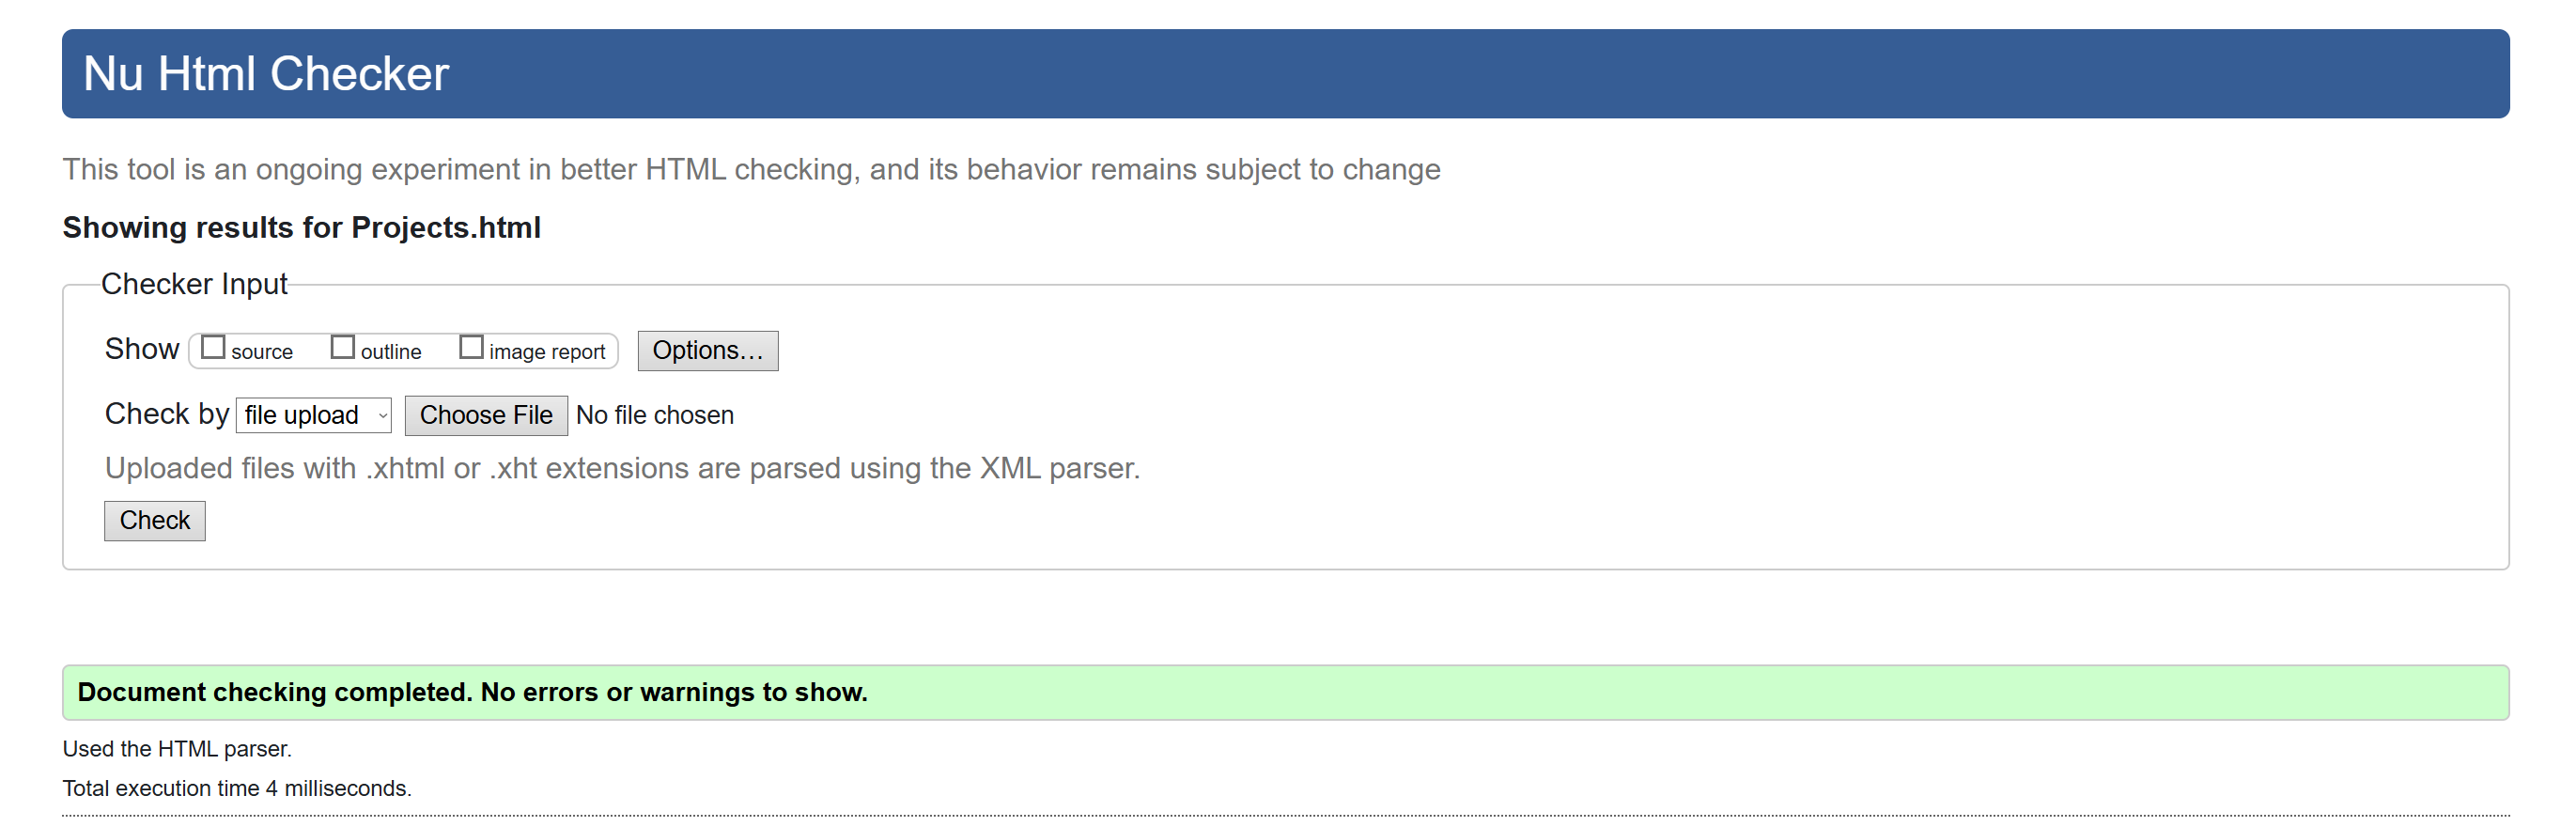 Nu Html Checker
This tool is an ongoing experiment in better HTML checking, and its behavior remains subject to change
Showing results for Projects.html
Checker Input
Show source outline image report Options…
Check by file upload Choose File No file chosen
Uploaded files with .xhtml or .xht extensions are parsed using the XML parser.
Check
Document checking completed. No errors or warnings to show.
Used the HTML parser.
Total execution time 4 milliseconds.